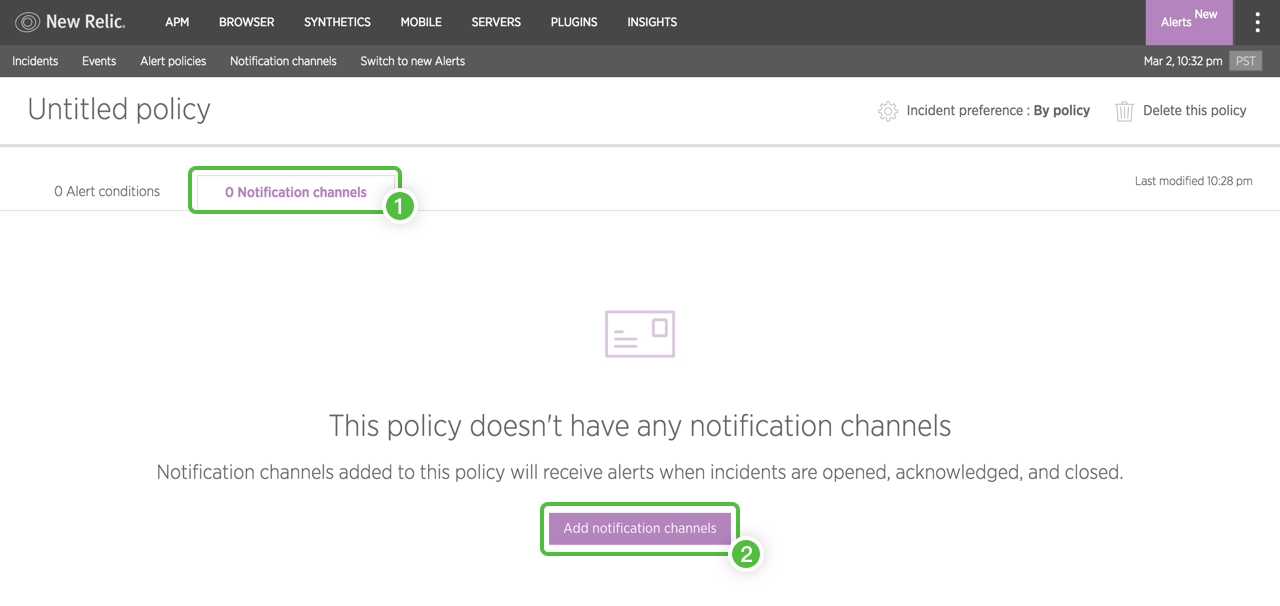 New Relic. APM BROWSER SYNTHETICS MOBILE SERVERS PLUGINS INSIGHTS Alerts New
Incidents Events Alert policies Notification channels Switch to new Alerts Mar 2, 10:32 pm PST
Untitled policy Incident preference : By policy Delete this policy
0 Alert conditions 0 Notification channels Last modified 10:28 pm
1
This policy doesn't have any notification channels
Notification channels added to this policy will receive alerts when incidents are opened, acknowledged, and closed.
Add notification channels
2